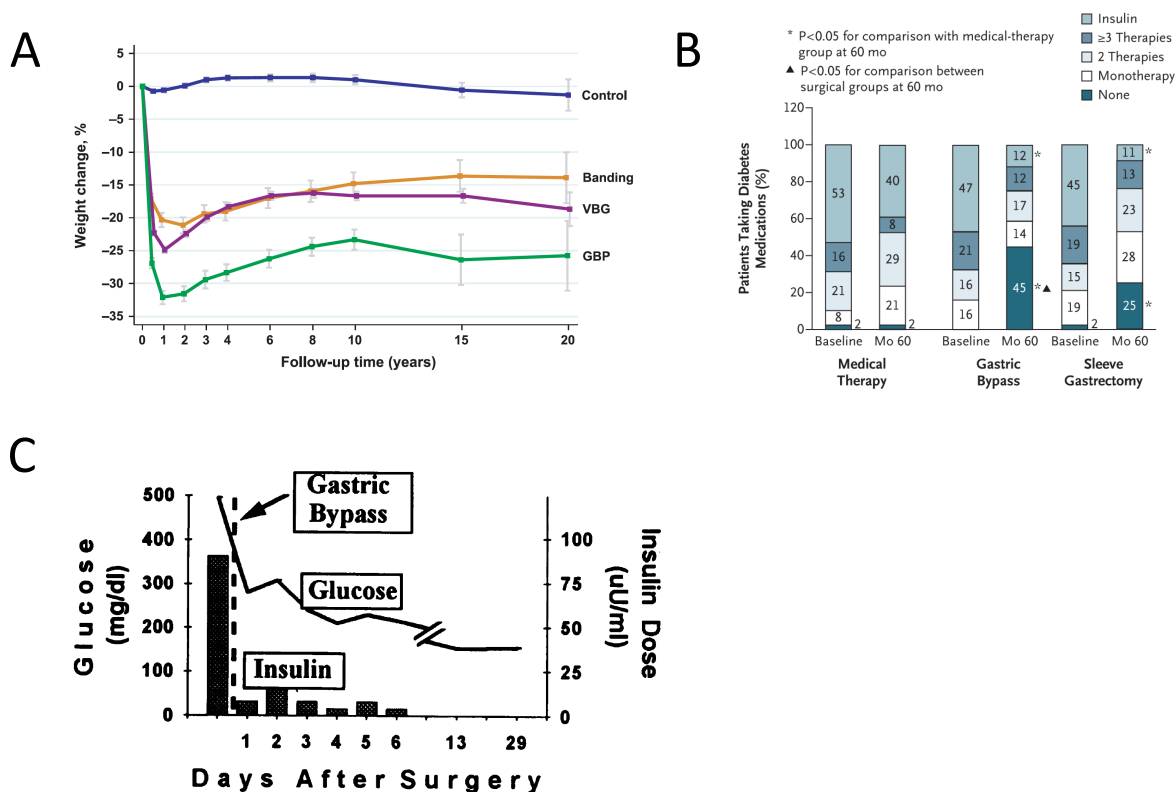 A
5
0
–5
–10
–15
–20
–25
–30
–35
Weight change, %
Control
Banding
VBG
GBP
0 1 2 3 4 6 8 10 15 20
Follow-up time (years)
B
* P<0.05 for comparison with medical-therapy
group at 60 mo
▲ P<0.05 for comparison between
surgical groups at 60 mo
Insulin
≥3 Therapies
2 Therapies
Monotherapy
None
Patients Taking Diabetes
Medications (%)
120
100
80
60
40
20
0
53
16
21
8
2
40
8
29
21
2
47
21
16
16
12 *
12
17
14
45 *▲
45
19
15
19
2
11 *
13
23
28
25 *
Baseline Mo 60 Baseline Mo 60 Baseline Mo 60
Medical
Therapy
Gastric
Bypass
Sleeve
Gastrectomy
C
Glucose
(mg/dl)
500
400
300
200
100
0
Gastric
Bypass
Glucose
Insulin
100
75
50
25
0
Insulin Dose
(uU/ml)
1 2 3 4 5 6 13 29
Days After Surgery